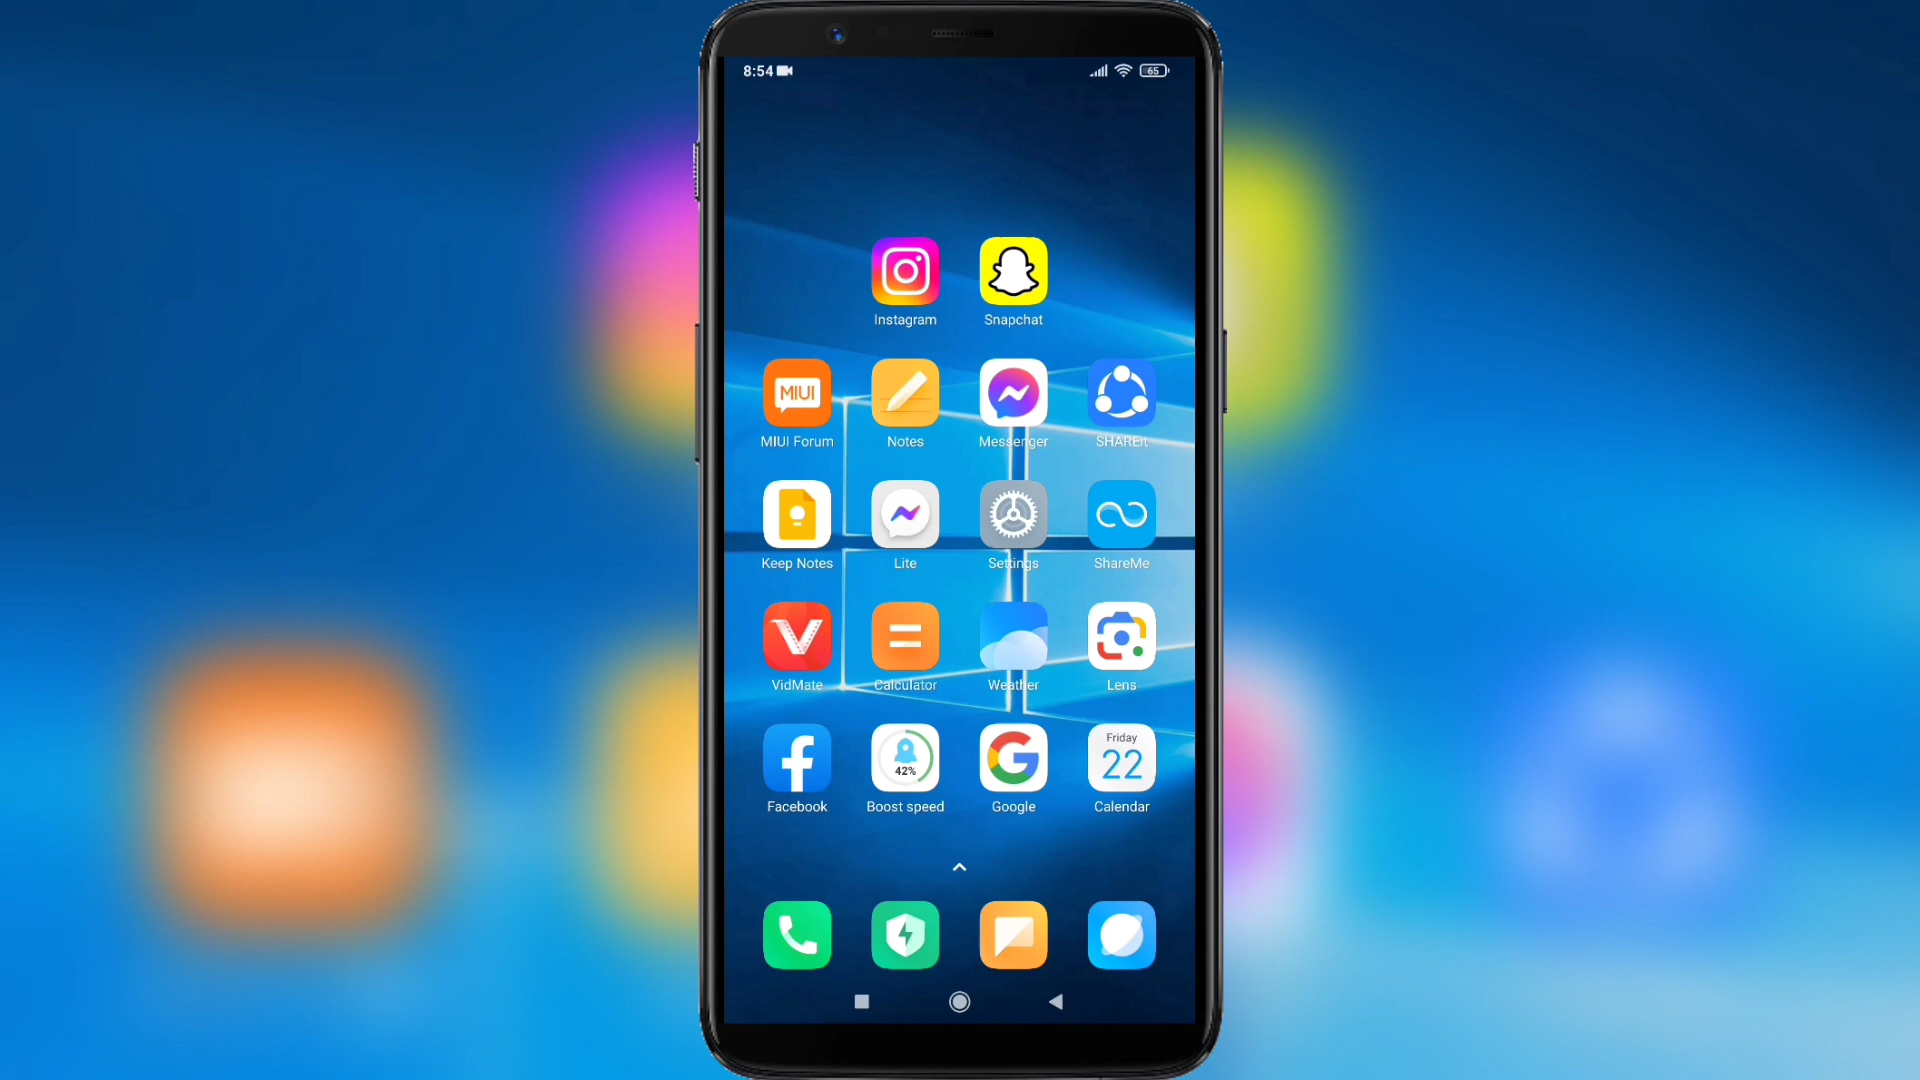 8:54 65
Instagram Snapchat
MIUI
MIUI Forum Notes Messenger SHAREit
Keep Notes Lite Settings ShareMe
VidMate Calculator Weather Lens
Friday
42% 22
Facebook Boost speed Google Calendar